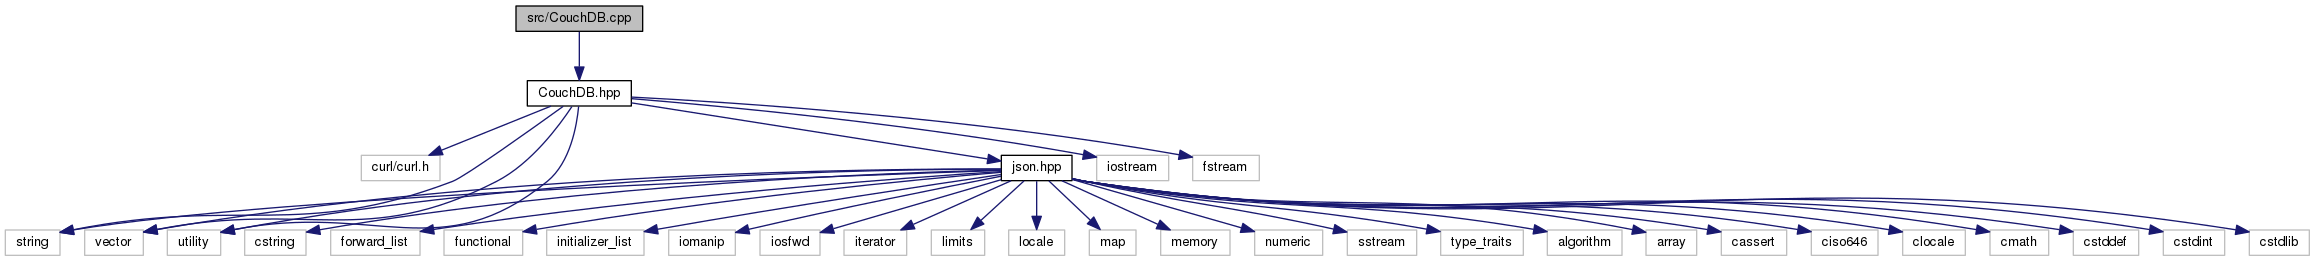 src/CouchDB.cpp
CouchDB.hpp
curl/curl.h
json.hpp
iostream
fstream
string
vector
utility
cstring
forward_list
functional
initializer_list
iomanip
iosfwd
iterator
limits
locale
map
memory
numeric
sstream
type_traits
algorithm
array
cassert
ciso646
clocale
cmath
cstddef
cstdint
cstdlib